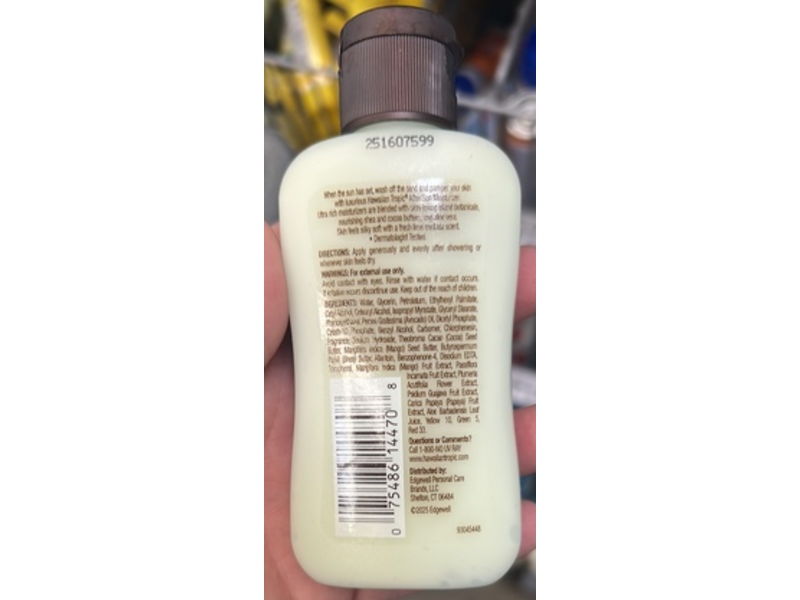 251607599
When the sun has set, wash off the sand and pamper your skin
with luxurious Hawaiian Tropic® After Sun Moisturizer.
Ultra rich moisturizers are blended with skin-loving island botanicals,
nourishing shea and cocoa butters, and aloe vera.
Skin feels silky soft with a fresh lime colada scent.
• Dermatologist Tested
DIRECTIONS: Apply generously and evenly after showering or
whenever skin feels dry.
WARNINGS: For external use only.
Avoid contact with eyes. Rinse with water if contact occurs.
If irritation occurs discontinue use. Keep out of the reach of children.
INGREDIENTS: Water, Glycerin, Petrolatum, Ethylhexyl Palmitate,
Cetyl Alcohol, Cetearyl Alcohol, Isopropyl Myristate, Glyceryl Stearate,
Phenoxyethanol, Persea Gratissima (Avocado) Oil, Dicetyl Phosphate,
Ceteth-10 Phosphate, Benzyl Alcohol, Carbomer, Chlorphenesin,
Fragrance, Sodium Hydroxide, Theobroma Cacao (Cocoa) Seed
Butter, Mangifera Indica (Mango) Seed Butter, Butyrospermum
Parkii (Shea) Butter, Allantoin, Benzophenone-4, Disodium EDTA,
Tocopherol, Mangifera Indica (Mango) Fruit Extract, Passiflora
Incarnata Fruit Extract, Plumeria
Acutifolia Flower Extract,
Psidium Guajava Fruit Extract,
Carica Papaya (Papaya) Fruit
Extract, Aloe Barbadensis Leaf
Juice, Yellow 10, Green 5,
Red 33.
Questions or Comments?
Call 1-800-NO UV RAY
www.hawaiiantropic.com
Distributed by:
Edgewell Personal Care
Brands, LLC
Shelton, CT 06484
©2025 Edgewell
93045448
0 75486 14470 8